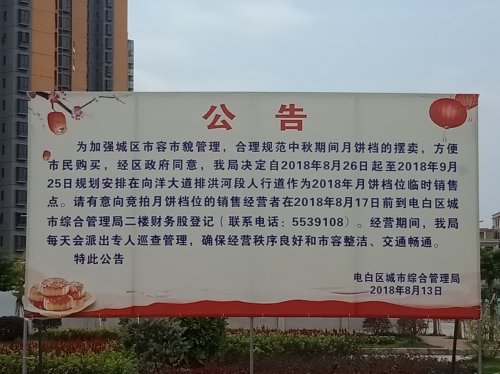 公告
为加强城区市容市貌管理，合理规范中秋期间月饼档的摆卖，方便
市民购买，经区政府同意，我局决定自2018年8月26日起至2018年9月
25日规划安排在向洋大道排洪河段人行道作为2018年月饼档位临时销售
点。请有意向竞拍月饼档位的销售经营者在2018年8月17日前到电白区城
市综合管理局二楼财务股登记（联系电话：5539108）。经营期间，我局
每天会派出专人巡查管理，确保经营秩序良好和市容整洁、交通畅通。
特此公告
电白区城市综合管理局
2018年8月13日